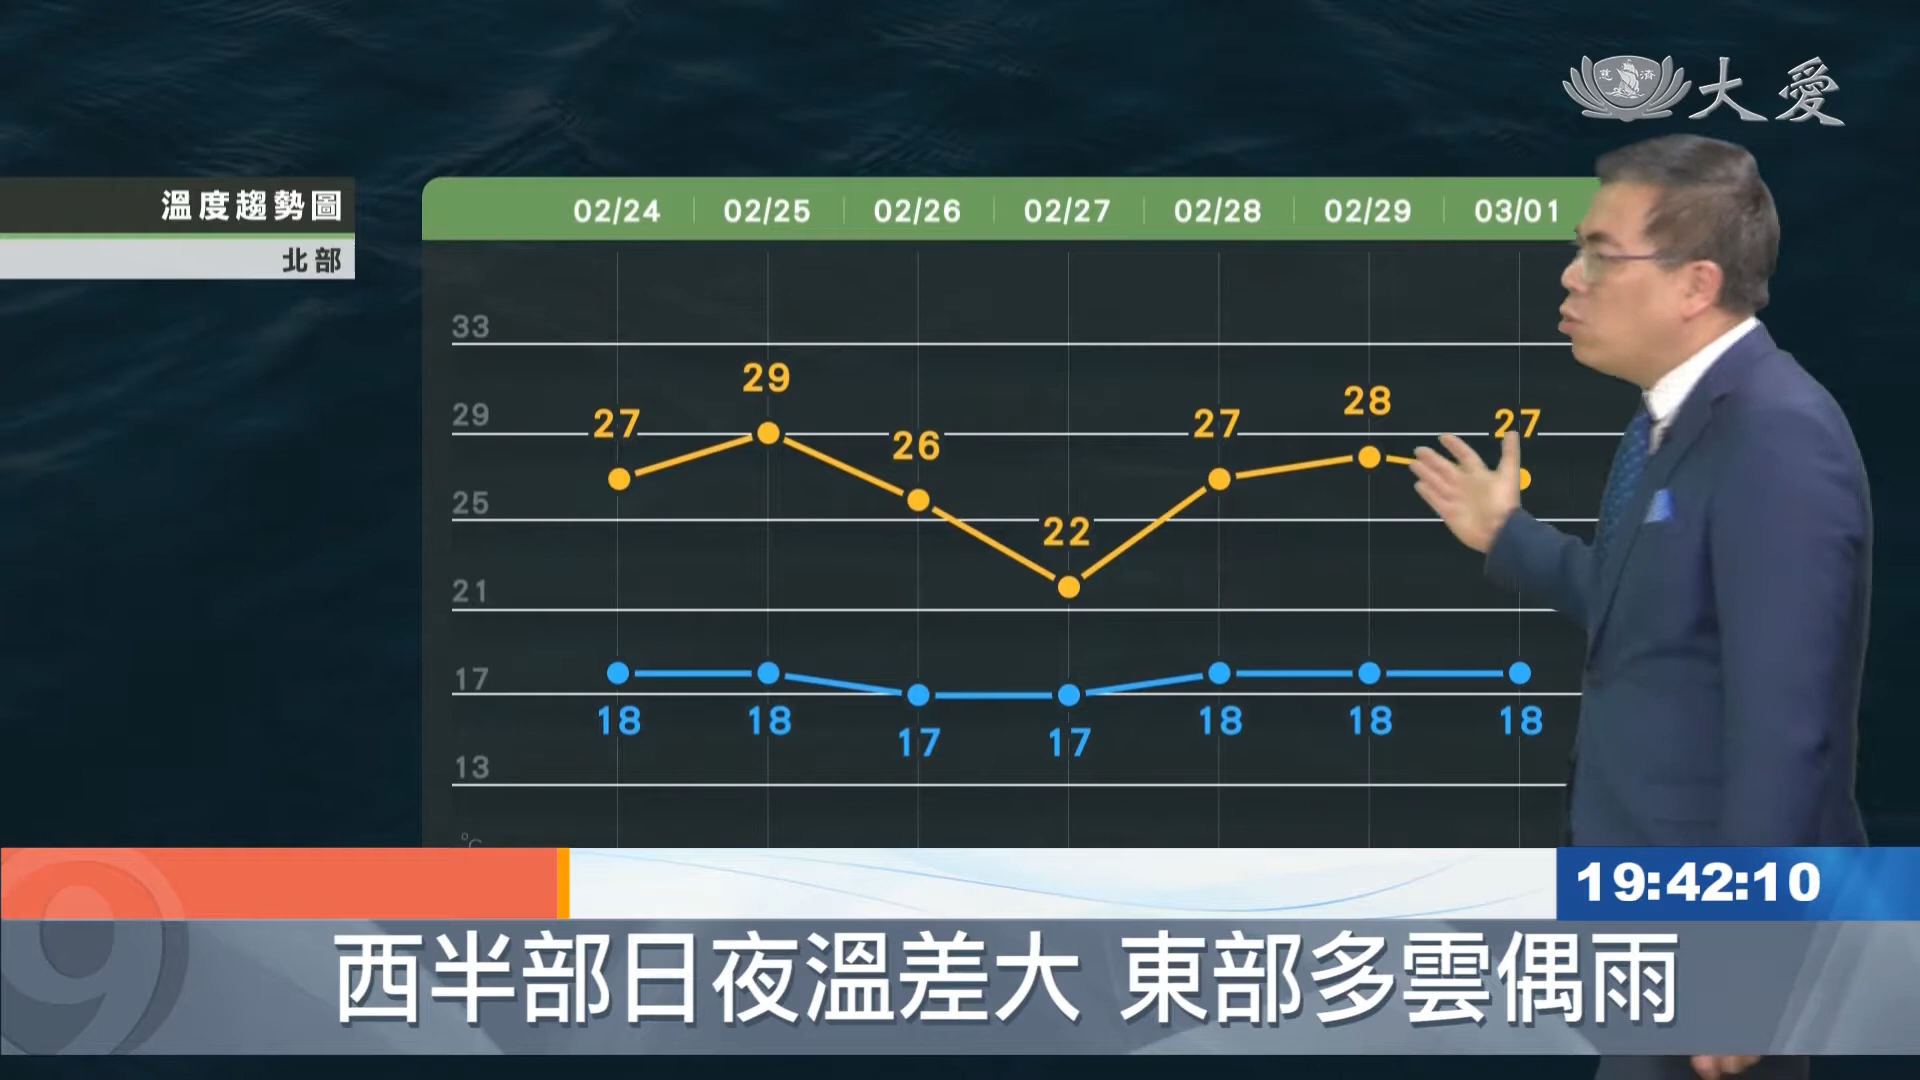 慈濟
大愛
溫度趨勢圖
北部
02/24 02/25 02/26 02/27 02/28 02/29 03/01
33
29
25
21
17
13
°C
27 29 26 22 27 28 27
18 18 17 17 18 18 18
19:42:10
西半部日夜溫差大 東部多雲偶雨